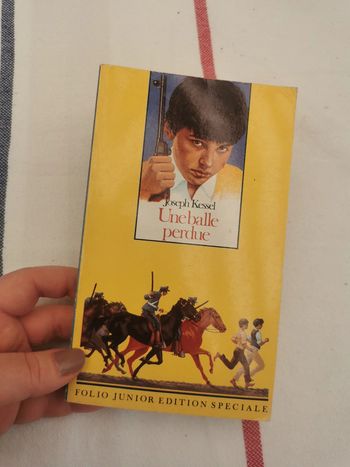 Joseph Kessel
Une balle
perdue
FOLIO JUNIOR EDITION SPECIALE